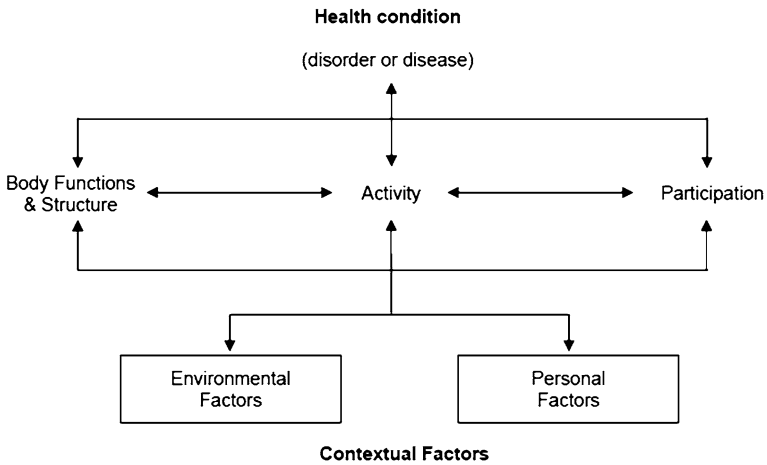 Health condition
(disorder or disease)
Body Functions
& Structure
Activity
Participation
Environmental
Factors
Personal
Factors
Contextual Factors